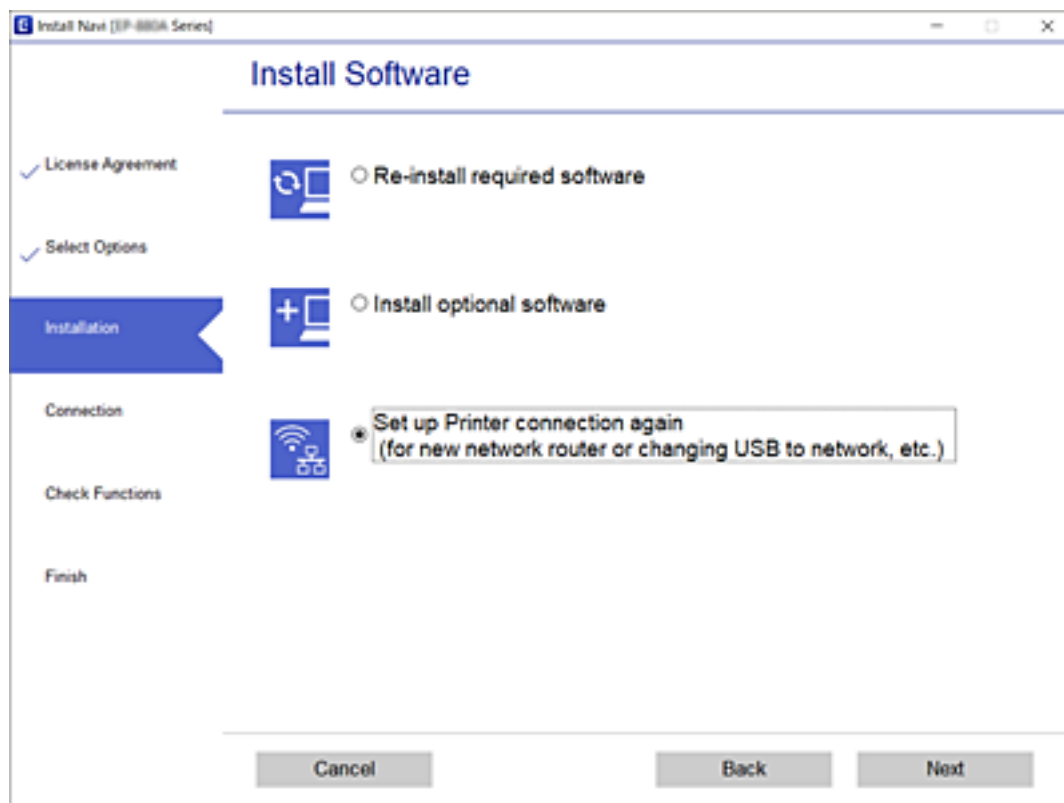 Install Navi [EP-880A Series]
Install Software
License Agreement
Select Options
Installation
Connection
Check Functions
Finish
Re-install required software
Install optional software
Set up Printer connection again
(for new network router or changing USB to network, etc.)
Cancel
Back
Next